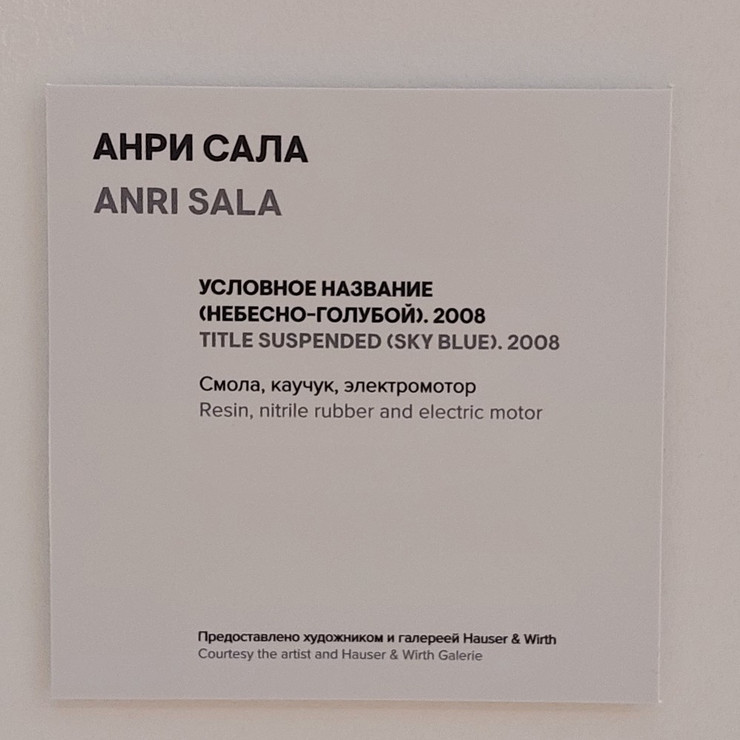 АНРИ САЛА
ANRI SALA
УСЛОВНОЕ НАЗВАНИЕ
(НЕБЕСНО-ГОЛУБОЙ). 2008
TITLE SUSPENDED (SKY BLUE). 2008
Смола, каучук, электромотор
Resin, nitrile rubber and electric motor
Предоставлено художником и галереей Hauser & Wirth
Courtesy the artist and Hauser & Wirth Galerie